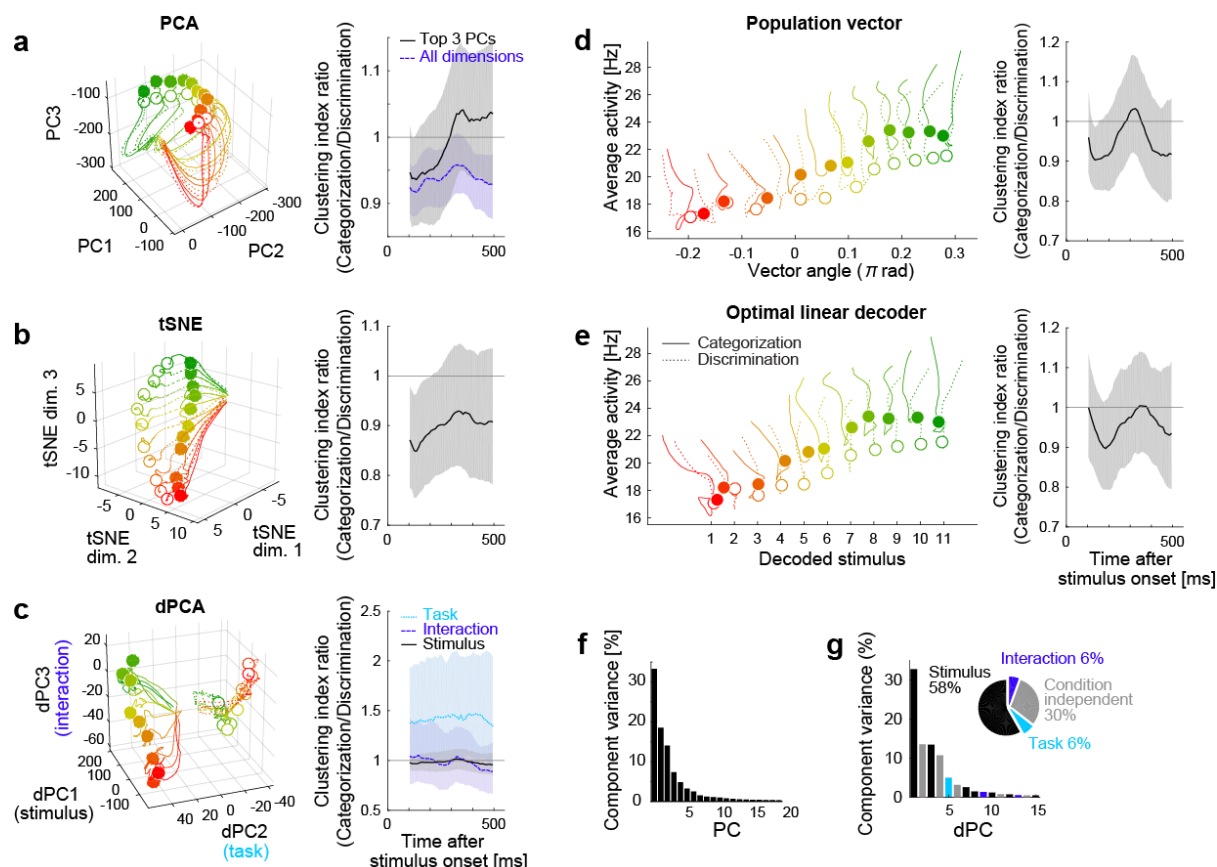 a
PCA
PC3
-100
-200
-300
200
100
0
-100
PC1
0
-100
-200
-300
PC2
Clustering index ratio
(Categorization/Discrimination)
1.1
1
0.9
Top 3 PCs
All dimensions
0
500
b
tSNE
tSNE dim. 3
5
0
-5
-10
-5
0
5
10
tSNE
dim. 2
5
0
-5
tSNE
dim. 1
Clustering index ratio
(Categorization/Discrimination)
1.1
1
0.9
0.8
0.7
0
500
c
dPCA
dPC3
(interaction)
20
0
-20
-40
-60
200
100
0
-100
dPC1
(stimulus)
40
20
0
-20
-40
dPC2
(task)
Clustering index ratio
(Categorization/Discrimination)
2.5
2
1.5
1
0.5
Task
Interaction
Stimulus
0
500
Time after
stimulus onset [ms]
d
Population vector
Average activity [Hz]
28
26
24
22
20
18
16
-0.2
-0.1
0
0.1
0.2
0.3
Vector angle (π rad)
Clustering index ratio
(Categorization/Discrimination)
1.2
1.1
1
0.9
0.8
0.7
0
500
e
Optimal linear decoder
Categorization
Discrimination
Average activity [Hz]
28
26
24
22
20
18
16
1 2 3 4 5 6 7 8 9 10 11
Decoded stimulus
Clustering index ratio
(Categorization/Discrimination)
1.2
1.1
1
0.9
0.8
0.7
0
500
Time after
stimulus onset [ms]
f
Component variance [%]
30
20
10
0
5
10
15
20
PC
g
Component variance (%)
30
20
10
0
5
10
15
dPC
Stimulus
58%
Interaction 6%
Condition
independent
30%
Task 6%